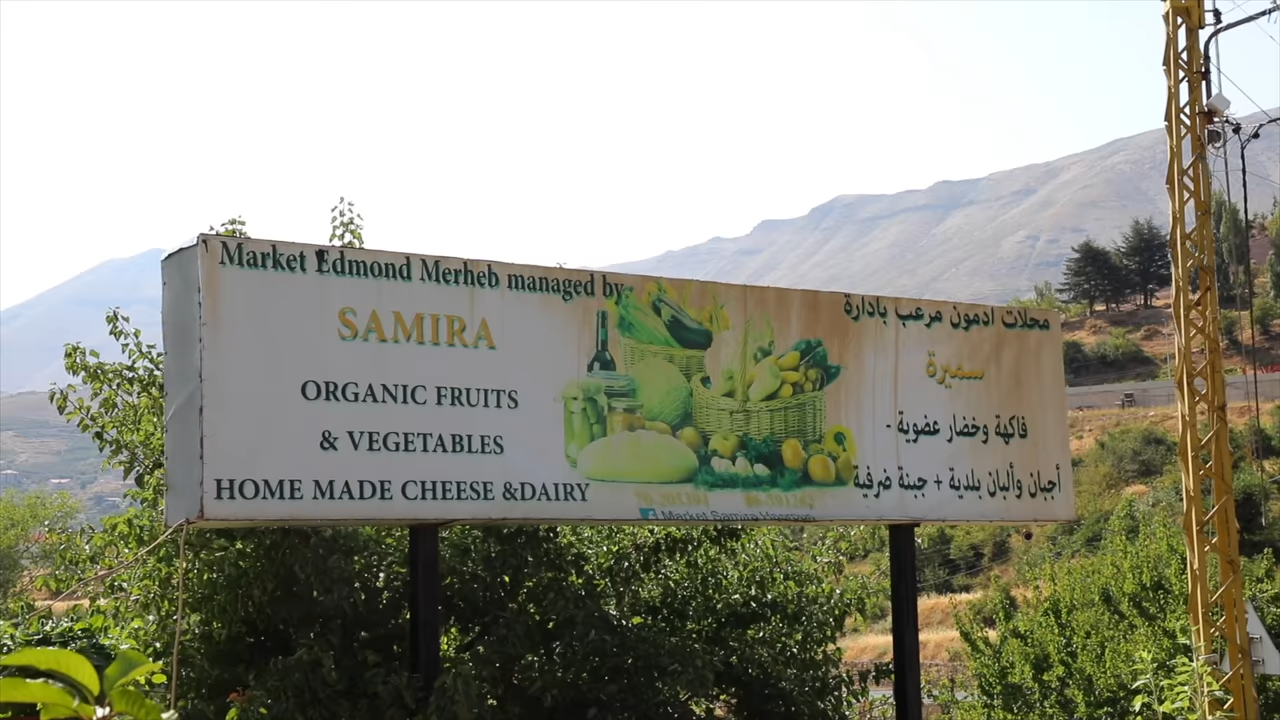 Market Edmond Merheb managed by
SAMIRA
ORGANIC FRUITS
& VEGETABLES
HOME MADE CHEESE &DAIRY
محلات ادمون مرعب بادارة
سميرة
فاكهة وخضار عضوية -
أجبان وألبان بلدية + جبنة ضرفية
Market Samira